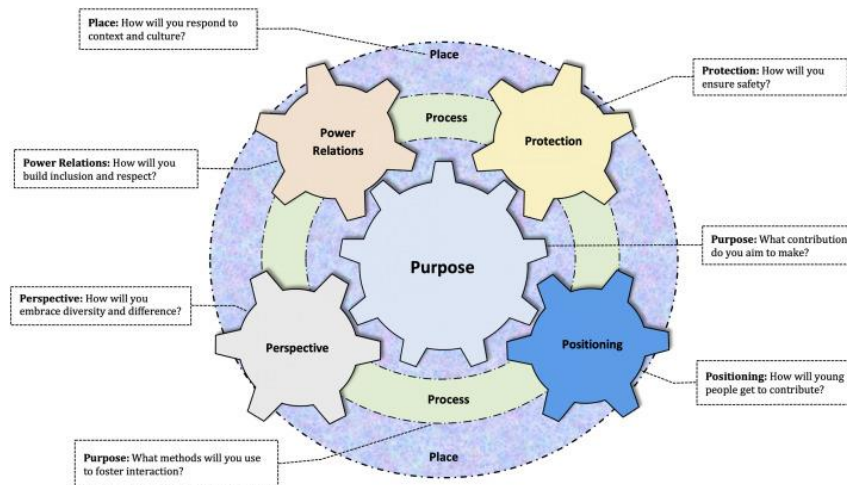 Place: How will you respond to
context and culture?
Place
Protection: How will you
ensure safety?
Process
Power
Relations
Protection
Power Relations: How will you
build inclusion and respect?
Purpose: What contribution
do you aim to make?
Purpose
Perspective: How will you
embrace diversity and difference?
Perspective
Positioning
Positioning: How will young
people get to contribute?
Process
Purpose: What methods will you use
to foster interaction?
Place